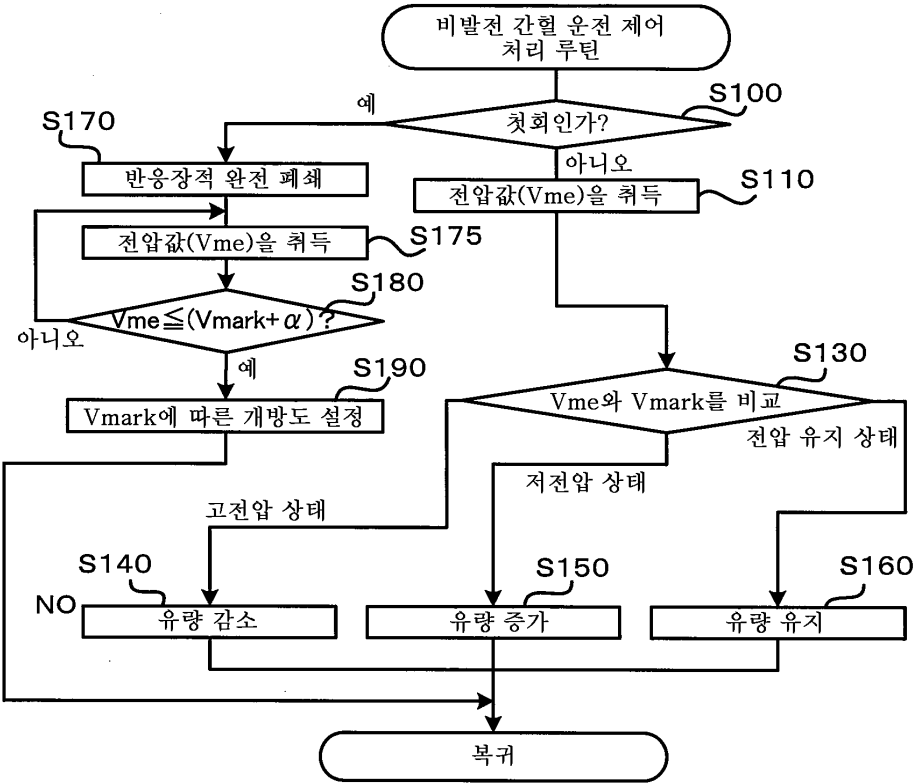 비발전 간헐 운전 제어
처리 루틴
S100
예
첫회인가?
S170
아니오
반응장적 완전 폐쇄
S110
전압값(Vme)을 취득
전압값(Vme)을 취득
S175
S180
Vme≦(Vmark+α)?
아니오
예
S190
S130
Vmark에 따른 개방도 설정
Vme와 Vmark를 비교
전압 유지 상태
저전압 상태
고전압 상태
S140
S150
S160
NO
유량 감소
유량 증가
유량 유지
복귀